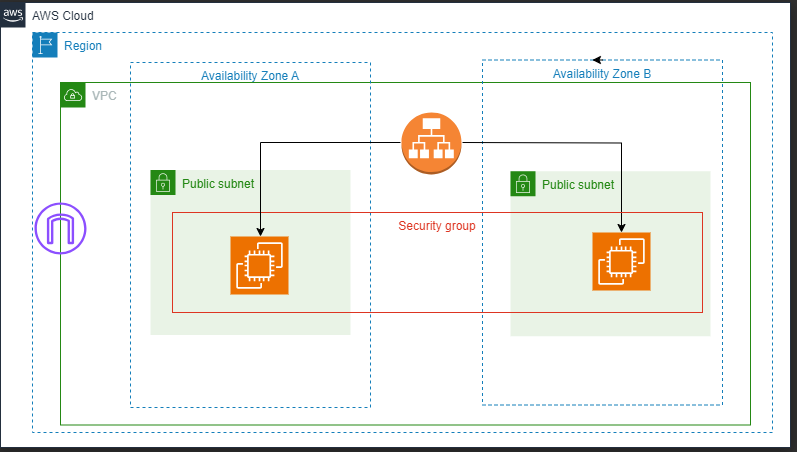 aws
AWS Cloud
Region
Availability Zone A
Availability Zone B
VPC
Public subnet
Public subnet
Security group